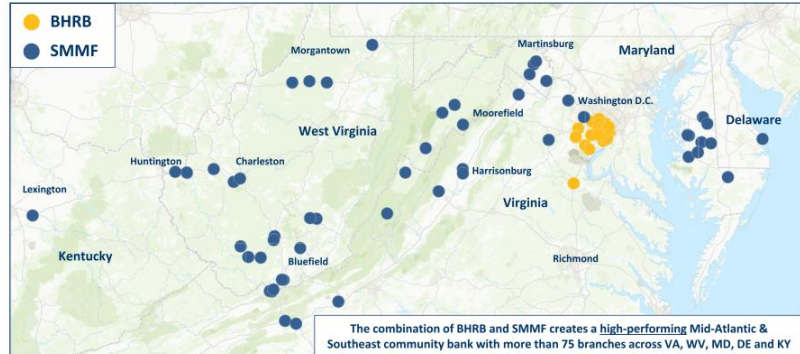 BHRB
SMMF
Morgantown
Martinsburg
Maryland
Washington D.C.
Moorefield
Delaware
West Virginia
Huntington
Charleston
Harrisonburg
Lexington
Virginia
Kentucky
Bluefield
Richmond
The combination of BHRB and SMMF creates a high-performing Mid-Atlantic &
Southeast community bank with more than 75 branches across VA, WV, MD, DE and KY